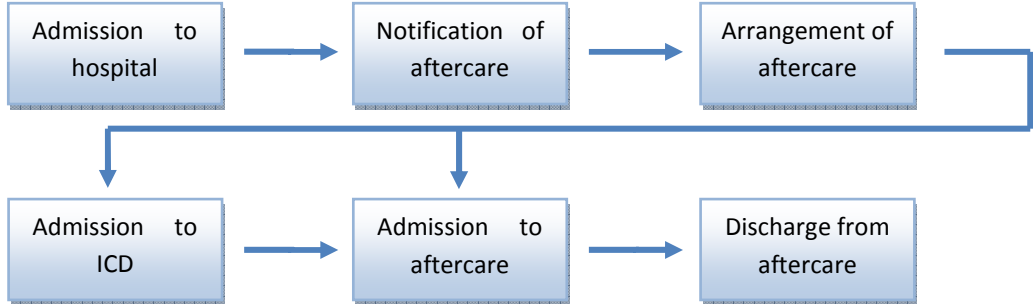 Admission to
hospital
Notification of
aftercare
Arrangement of
aftercare
Admission to
ICD
Admission to
aftercare
Discharge from
aftercare